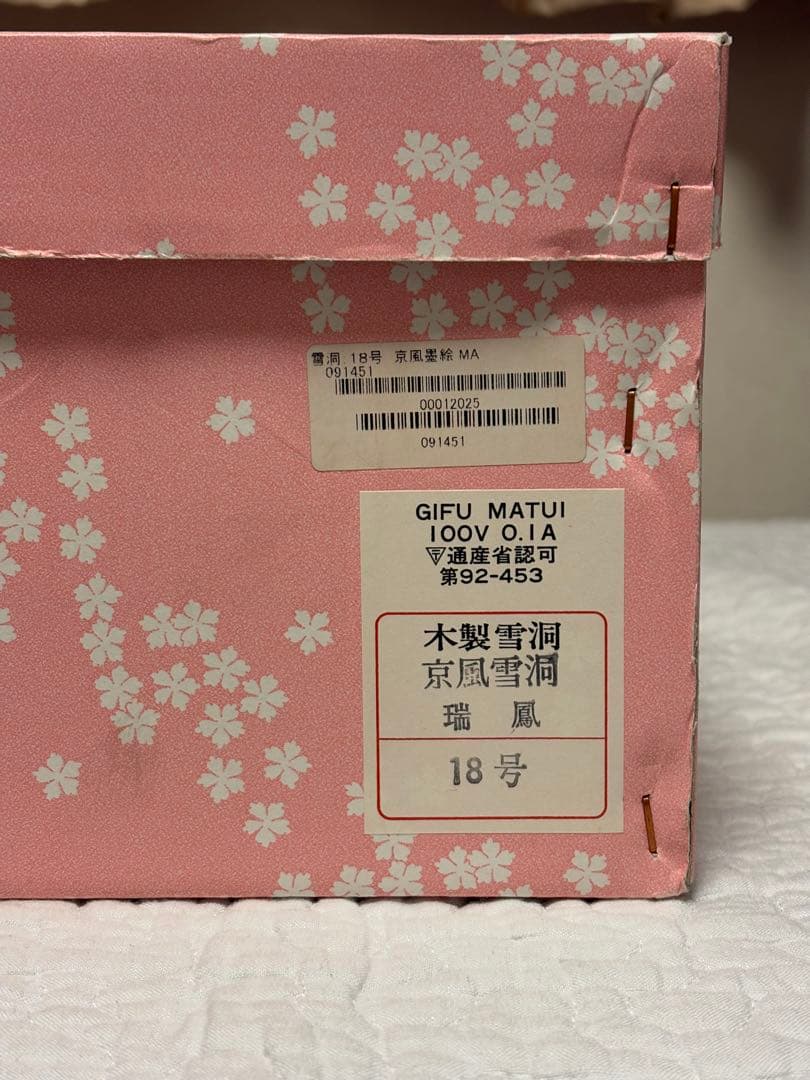 雪洞.18号 京風墨絵 MA
091451
00012025
091451
GIFU MATUI
100V 0.1A
通産省認可
第92-453
木製雪洞
京風雪洞
瑞鳳
18号